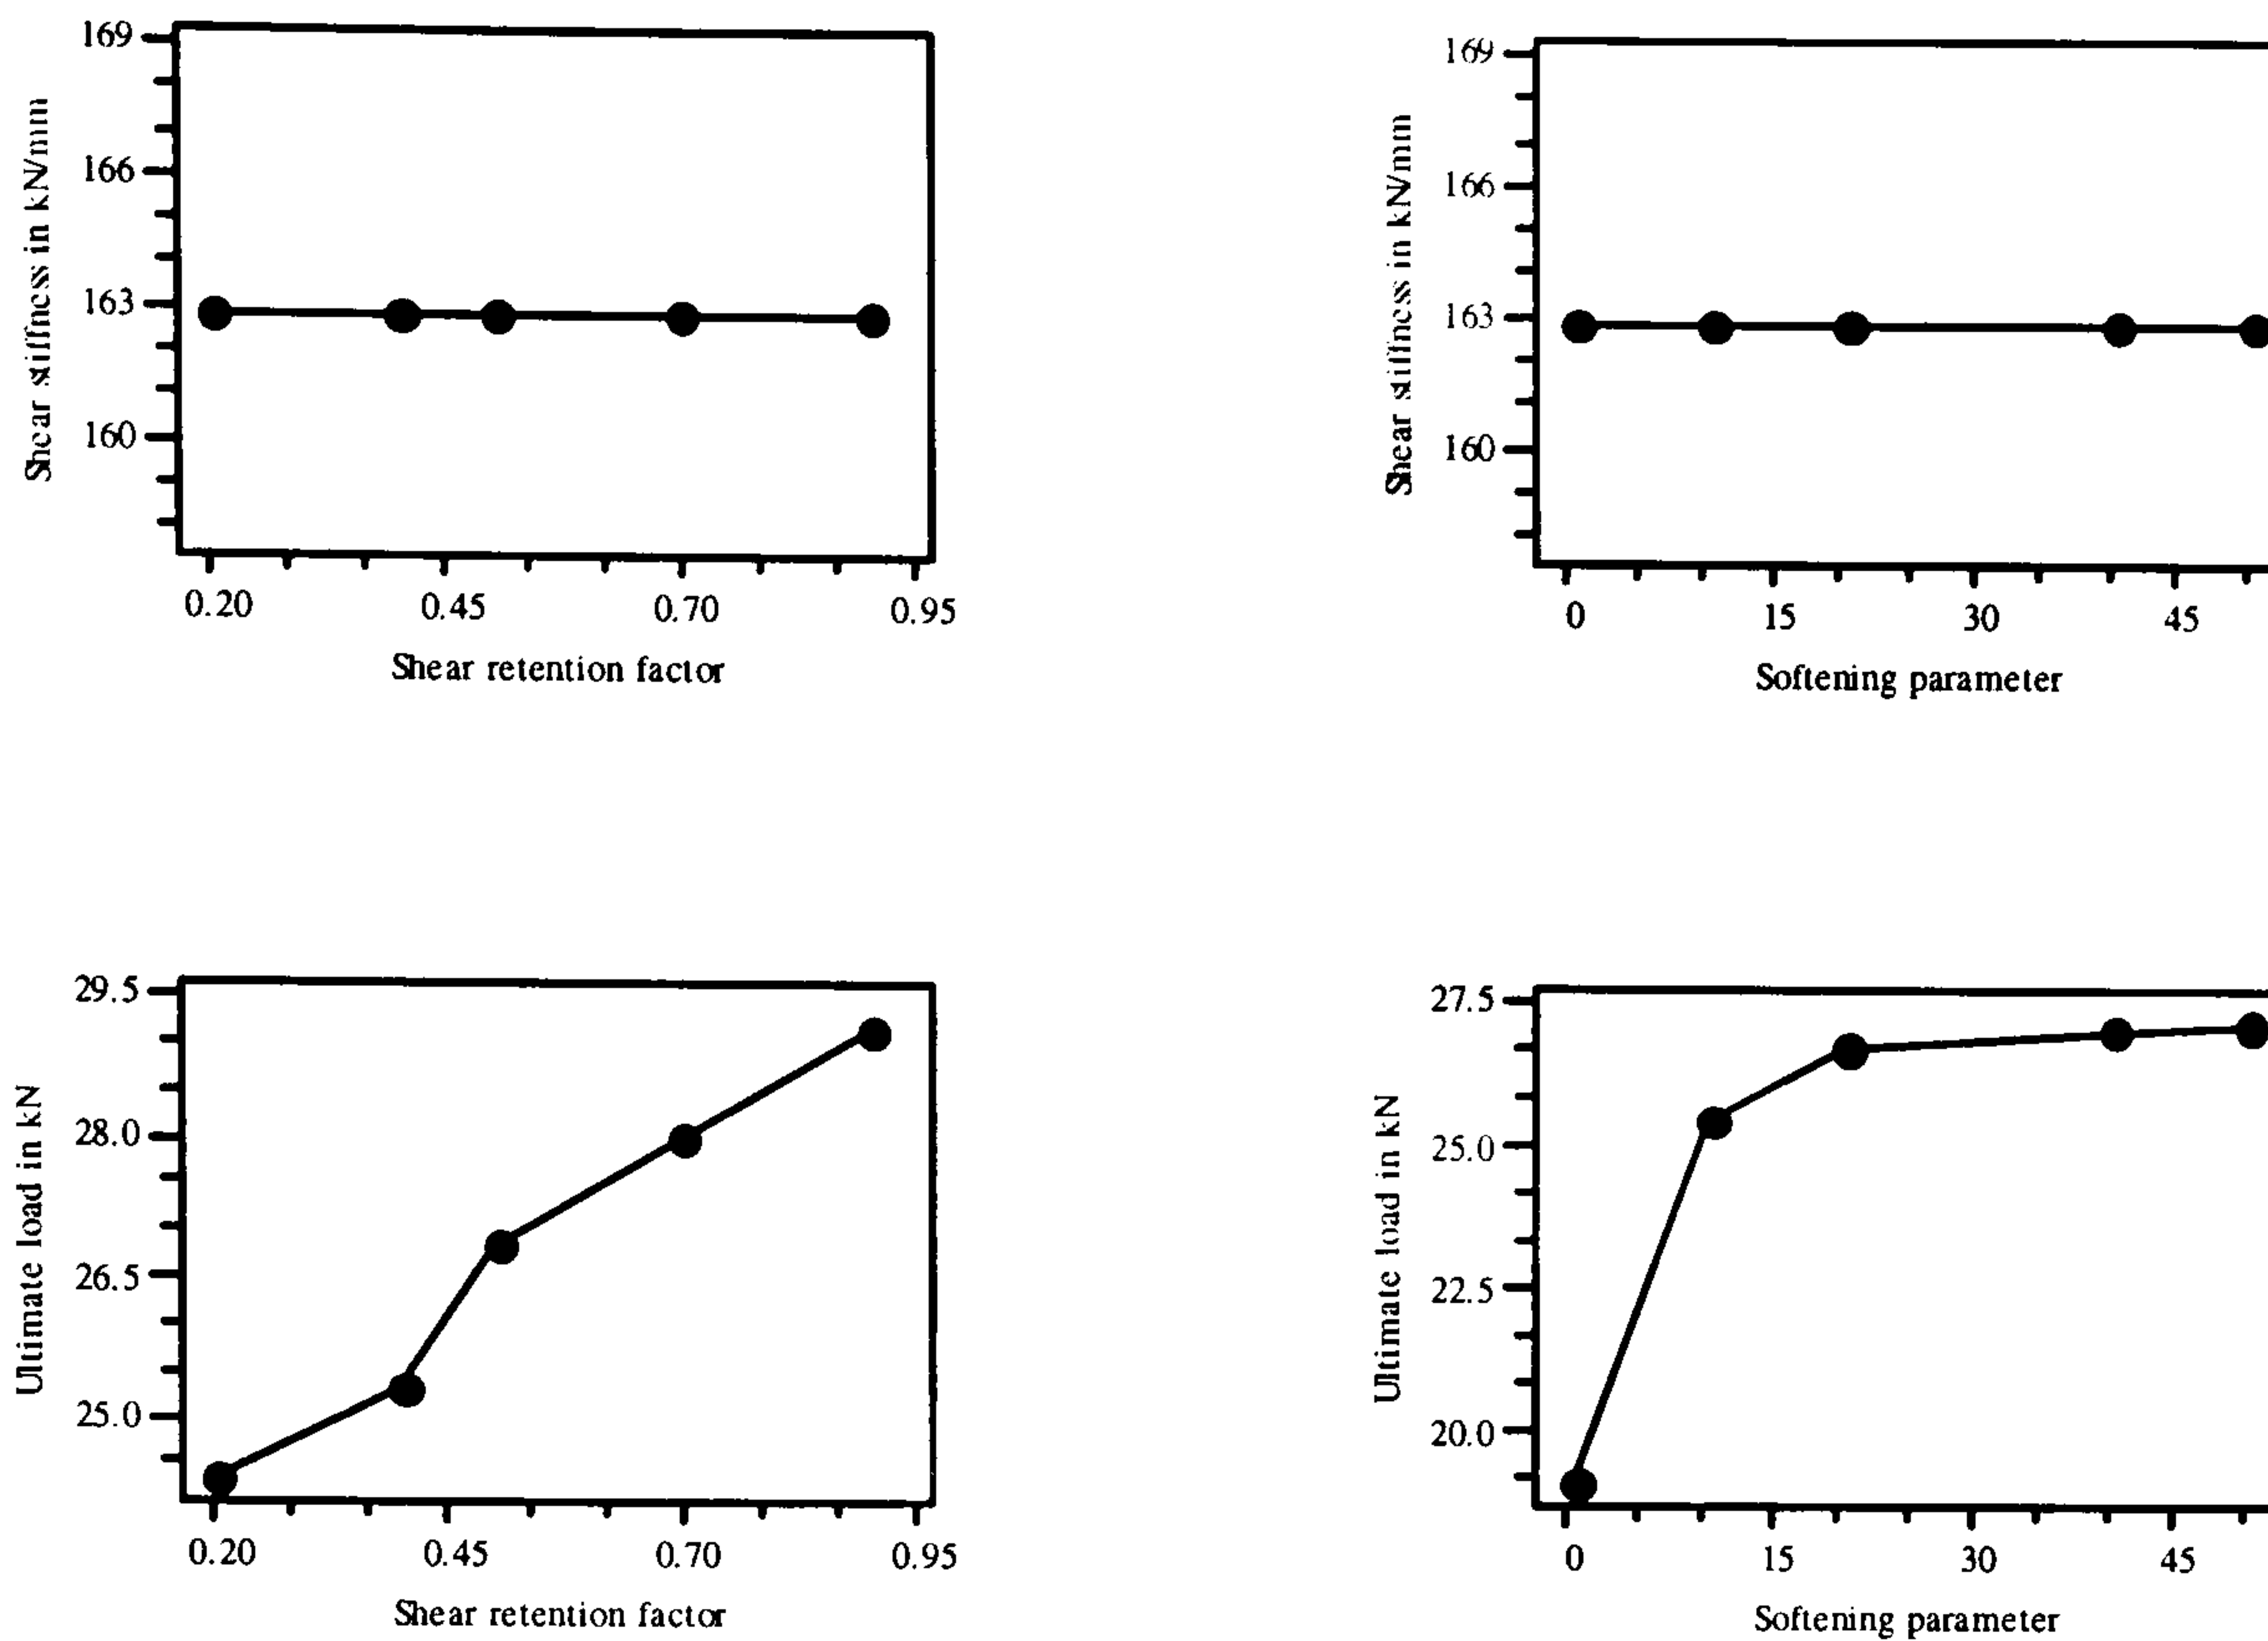 169
166
163
160
Shear stiffness in kN/mm
0.20 0.45 0.70 0.95
Shear retention factor
169
166
163
160
Shear stiffness in kN/mm
0 15 30 45
Softening parameter
29.5
28.0
26.5
25.0
Ultimate load in kN
0.20 0.45 0.70 0.95
Shear retention factor
27.5
25.0
22.5
20.0
Ultimate load in kN
0 15 30 45
Softening parameter